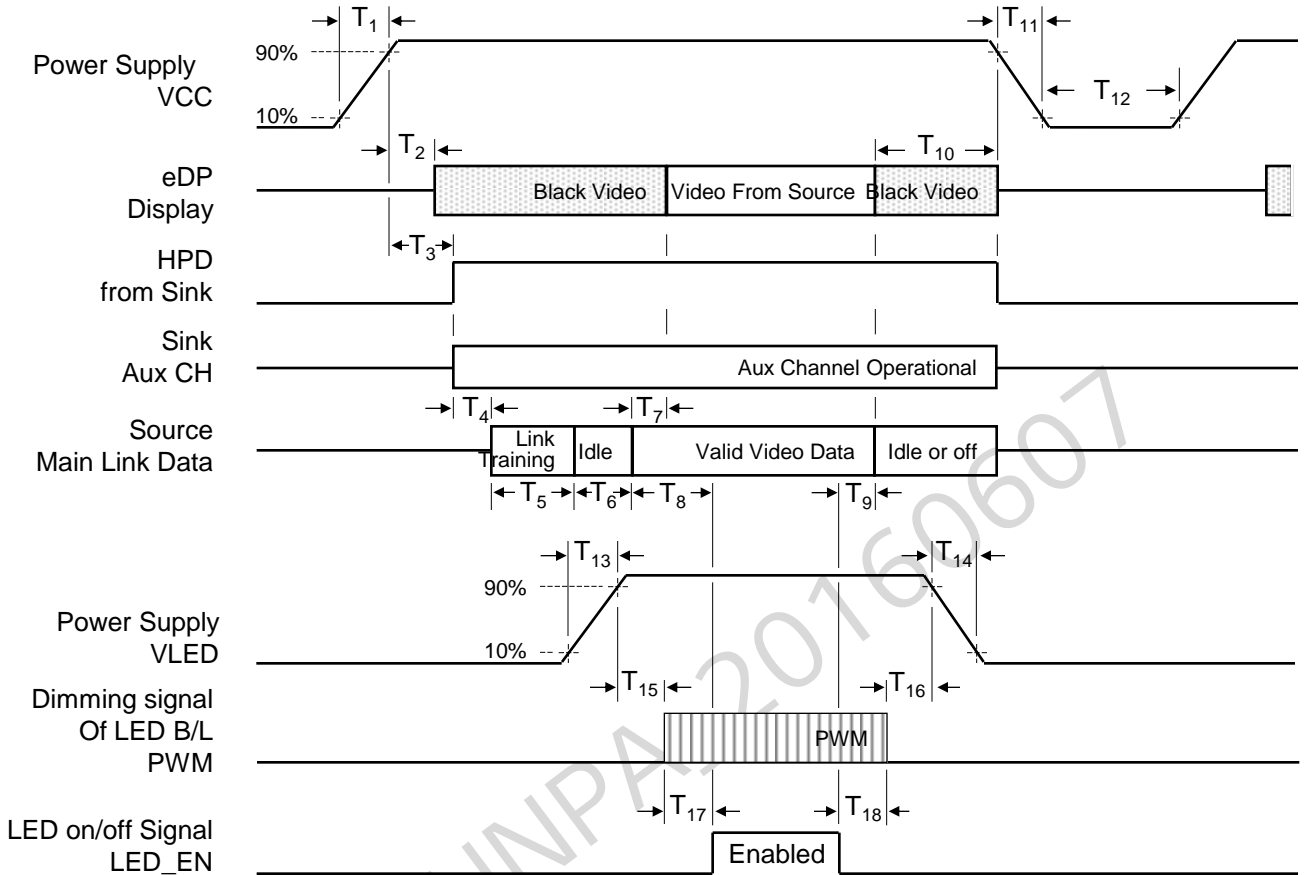 T1
T11
90%
Power Supply
VCC
T12
10%
T2
T10
eDP
Display
Black Video
Video From Source
Black Video
T3
HPD
from Sink
Sink
Aux CH
Aux Channel Operational
T4
T7
Source
Main Link Data
Link
Training
Idle
Valid Video Data
Idle or off
T5
T6
T8
T9
T13
T14
90%
Power Supply
VLED
10%
T15
T16
Dimming signal
Of LED B/L
PWM
PWM
T17
T18
LED on/off Signal
LED_EN
Enabled